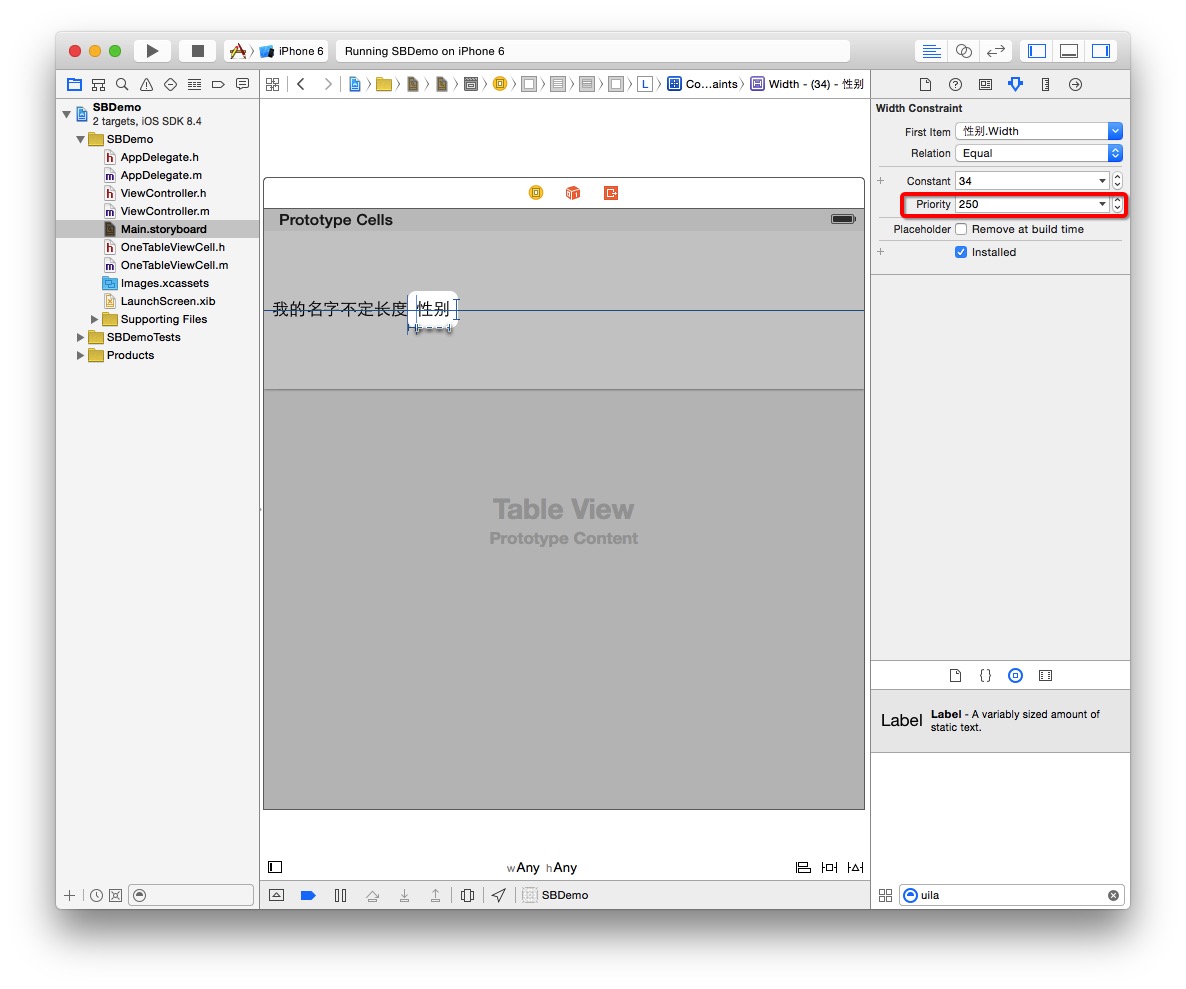 iPhone 6
Running SBDemo on iPhone 6
Co…aints
Width - (34) - 性别
SBDemo
2 targets, iOS SDK 8.4
SBDemo
AppDelegate.h
AppDelegate.m
ViewController.h
ViewController.m
Main.storyboard
OneTableViewCell.h
OneTableViewCell.m
Images.xcassets
LaunchScreen.xib
Supporting Files
SBDemoTests
Products
Prototype Cells
我的名字不定长度
性别
Table View
Prototype Content
wAny hAny
SBDemo
Width Constraint
First Item 性别.Width
Relation Equal
Constant 34
Priority 250
Placeholder Remove at build time
Installed
Label
Label - A variably sized amount of
static text.
uila